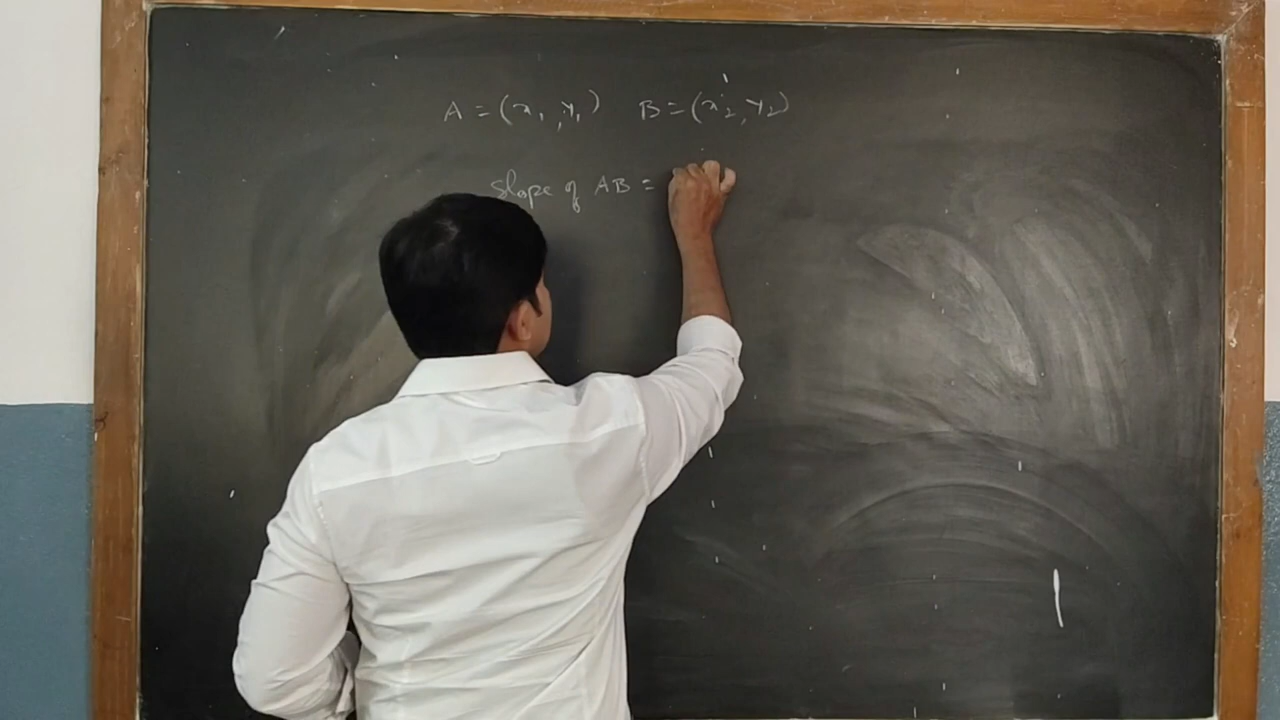 A = (x₁, y₁) B = (x₂, y₂)
Slope of AB =